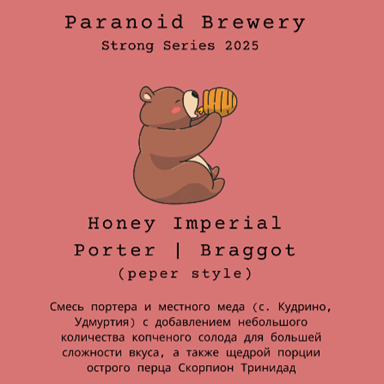 Paranoid Brewery
Strong Series 2025
Honey Imperial
Porter | Braggot
(peper style)
Смесь портера и местного меда (с. Кудрино,
Удмуртия) с добавлением небольшого
количества копченого солода для большей
сложности вкуса, а также щедрой порции
острого перца Скорпион Тринидад